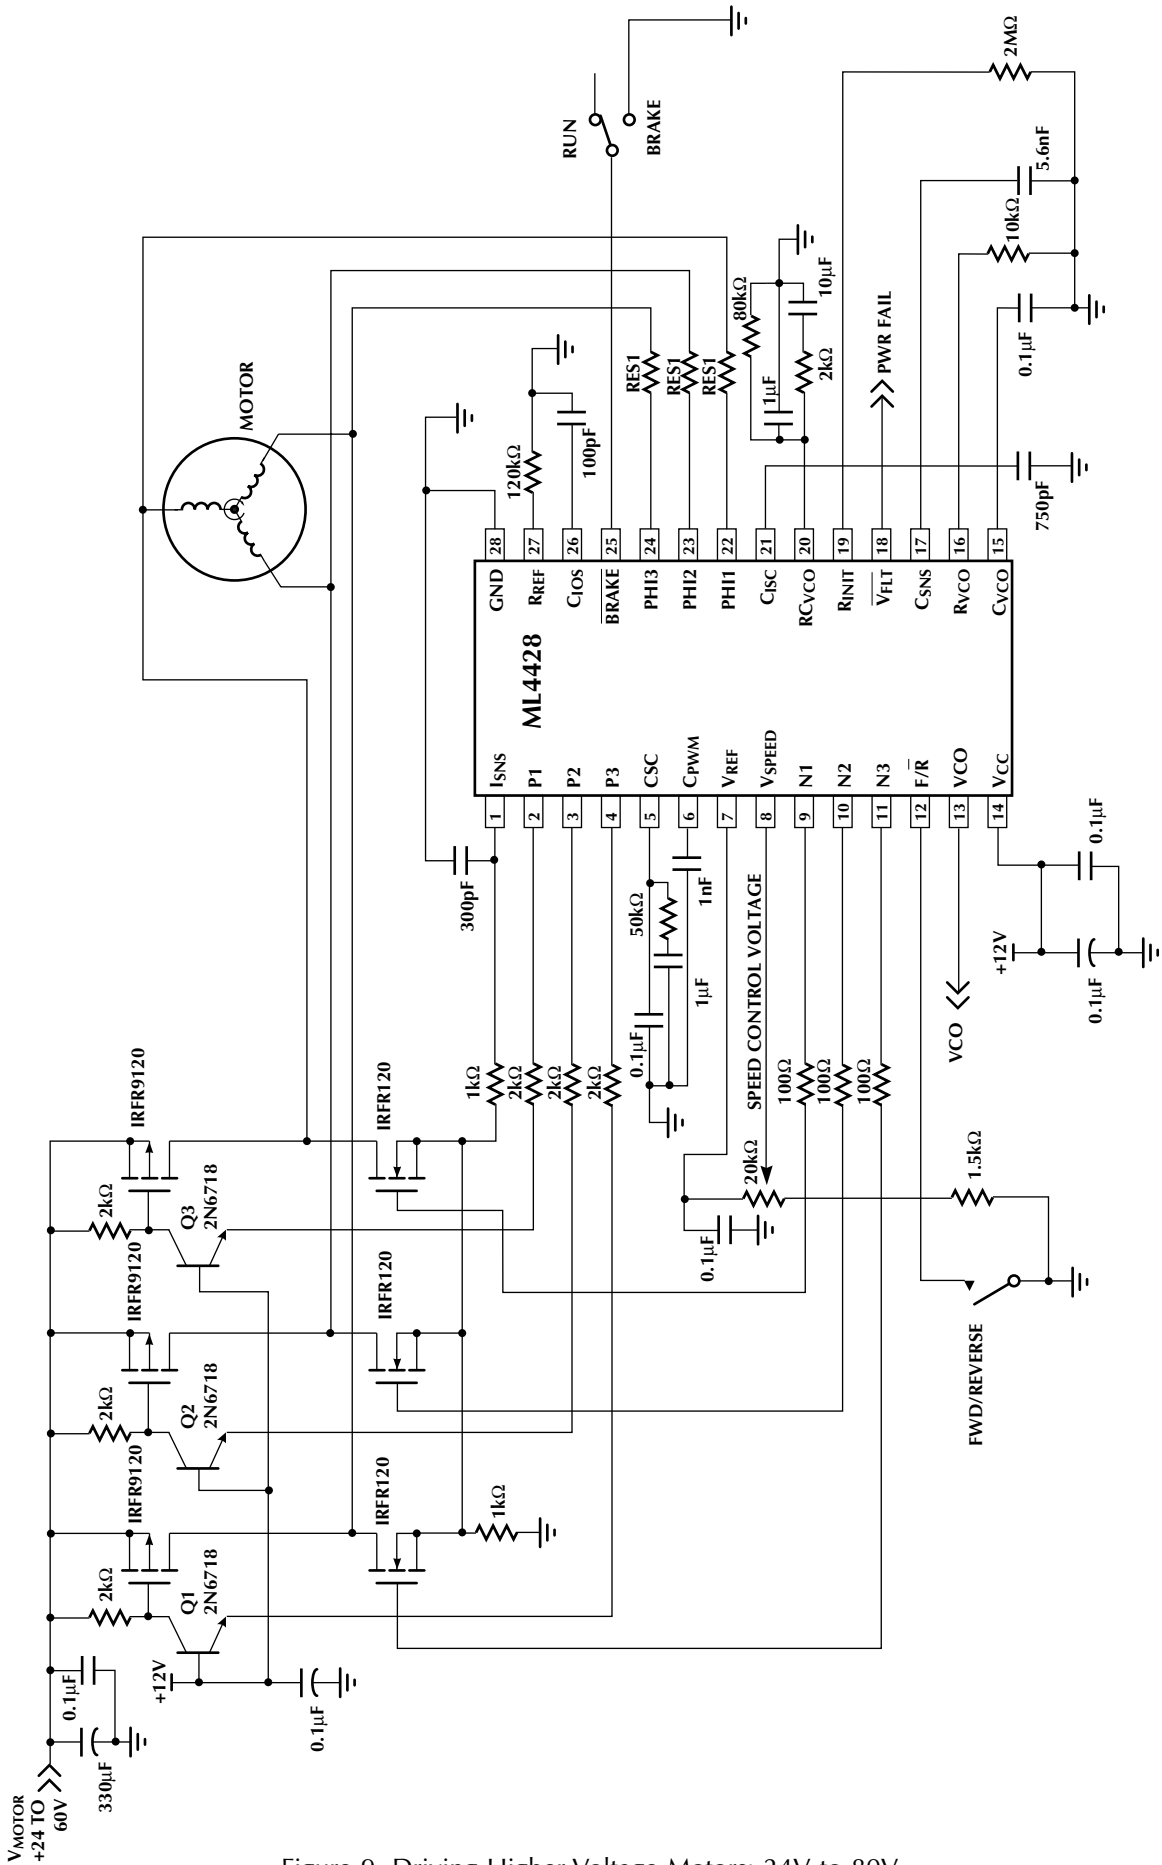 RUN
BRAKE
2MΩ
5.6nF
10kΩ
0.1µF
MOTOR
120kΩ
100pF
RES1
RES1
RES1
80kΩ
1µF
10µF
2kΩ
PWR FAIL
750pF
28
27
26
25
24
23
22
21
20
19
18
17
16
15
GND
RREF
CIOS
BRAKE
PHI3
PHI2
PHI1
CISC
RCVCO
RINIT
VFLT
CSNS
RVCO
CVCO
ML4428
ISNS
P1
P2
P3
CSC
CPWM
VREF
VSPEED
N1
N2
N3
F/R
VCO
VCC
1
2
3
4
5
6
7
8
9
10
11
12
13
14
300pF
50kΩ
1nF
1µF
0.1µF
SPEED CONTROL VOLTAGE
0.1µF
+12V
0.1µF
VCO
1kΩ
2kΩ
2kΩ
2kΩ
100Ω
100Ω
100Ω
20kΩ
0.1µF
1.5kΩ
FWD/REVERSE
IRFR9120
IRFR120
2kΩ
Q3
2N6718
IRFR9120
IRFR120
2kΩ
Q2
2N6718
IRFR9120
IRFR120
1kΩ
2kΩ
Q1
2N6718
+12V
0.1µF
0.1µF
330µF
VMOTOR
+24 TO
60V
Figure 9. Driving Higher Voltage Motors: 24V to 80V